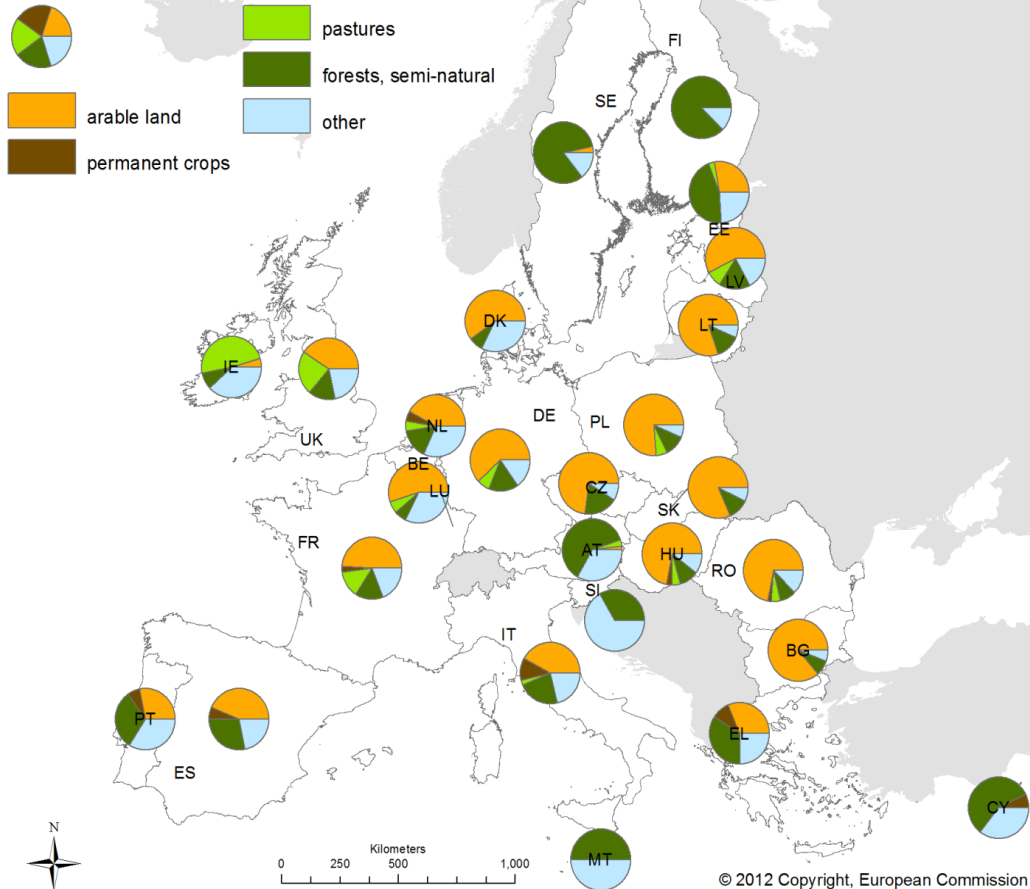 pastures
forests, semi-natural
other
arable land
permanent crops
FI
SE
EE
LV
LT
DK
IE
UK
NL
BE
LU
DE
PL
CZ
SK
FR
AT
HU
RO
SI
IT
BG
PT
ES
EL
CY
MT
N
Kilometers
0 250 500 1,000
© 2012 Copyright, European Commission